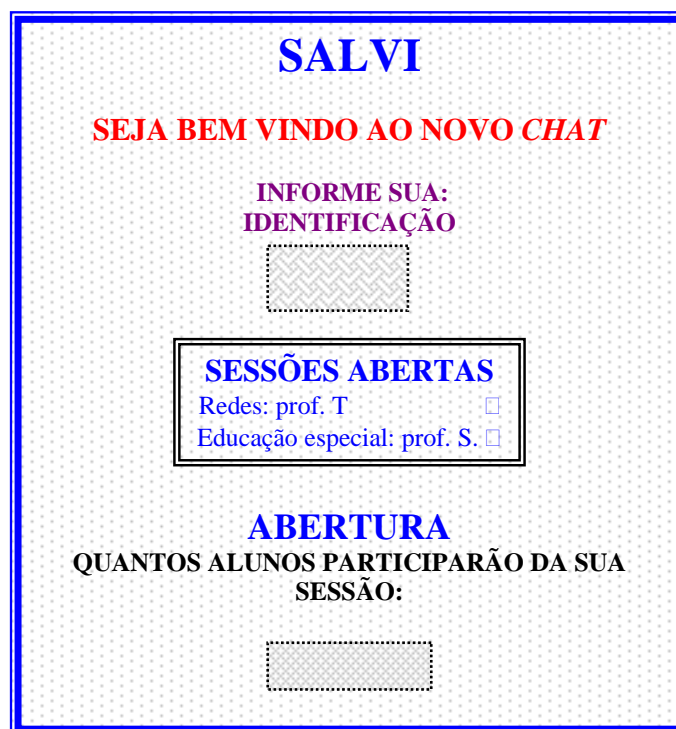 SALVI
SEJA BEM VINDO AO NOVO CHAT
INFORME SUA:
IDENTIFICAÇÃO
SESSÕES ABERTAS
Redes: prof. T
Educação especial: prof. S.
ABERTURA
QUANTOS ALUNOS PARTICIPARÃO DA SUA
SESSÃO: